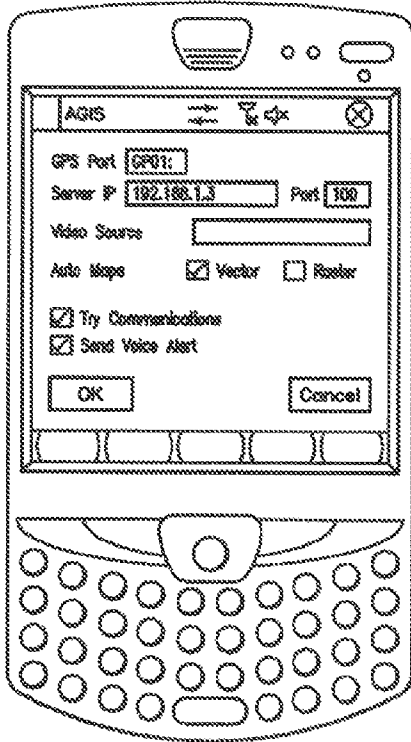 AGIS
GPS Port GP01:
Server IP 192.168.1.3 Port 100
Video Source
Auto Maps Vector Raster
Try Communications
Send Voice Alert
OK Cancel